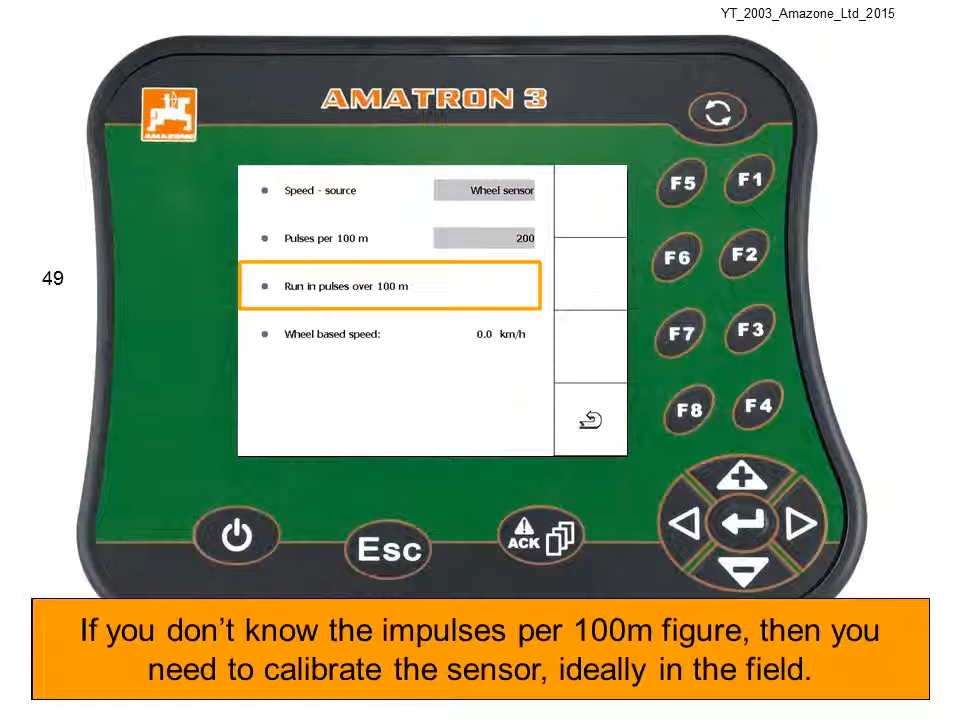 YT_2003_Amazone_Ltd_2015
AMATRON 3
AMAZONE
Speed - source Wheel sensor
Pulses per 100 m 200
Run in pulses over 100 m
Wheel based speed: 0.0 km/h
49
F5 F1
F6 F2
F7 F3
F8 F4
Esc
ACK
If you don’t know the impulses per 100m figure, then you
need to calibrate the sensor, ideally in the field.